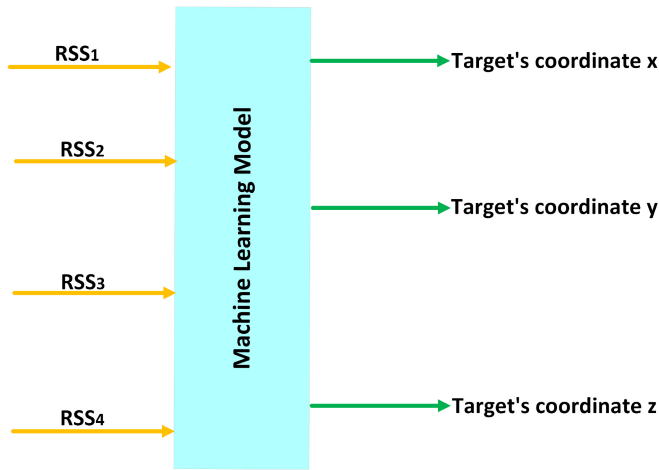 RSS1
RSS2
RSS3
RSS4
Machine Learning Model
Target's coordinate x
Target's coordinate y
Target's coordinate z